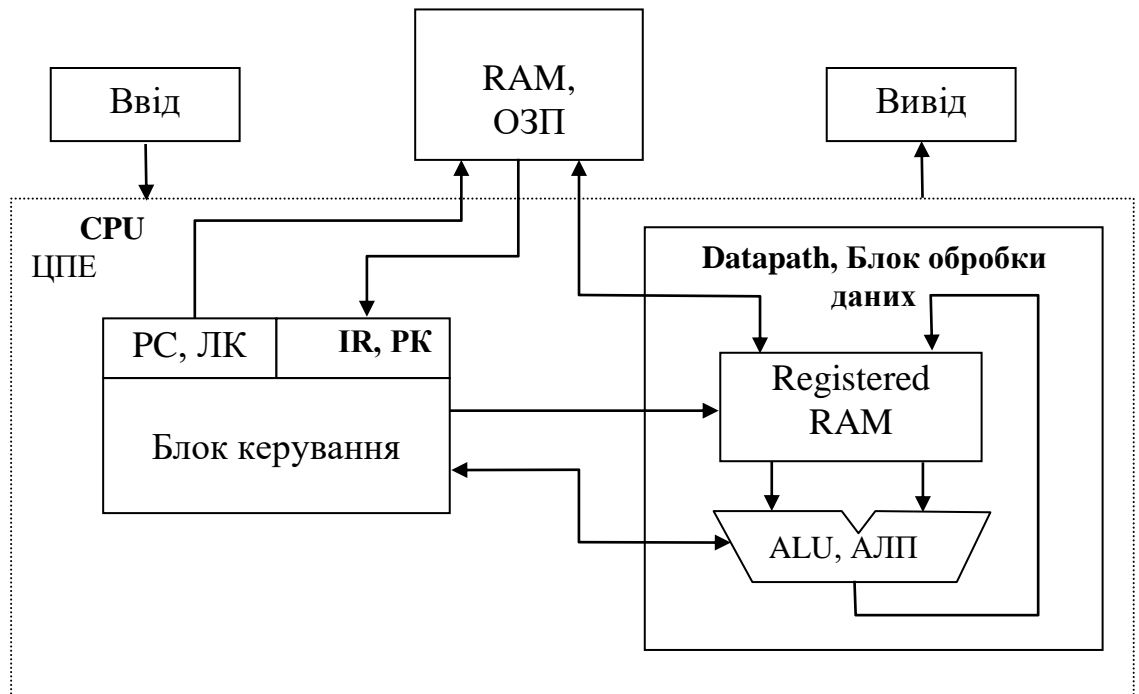 Ввід
RAM,
ОЗП
Вивід
CPU
ЦПЕ
Datapath, Блок обробки
даних
PC, ЛК
IR, РК
Блок керування
Registered
RAM
ALU, АЛП